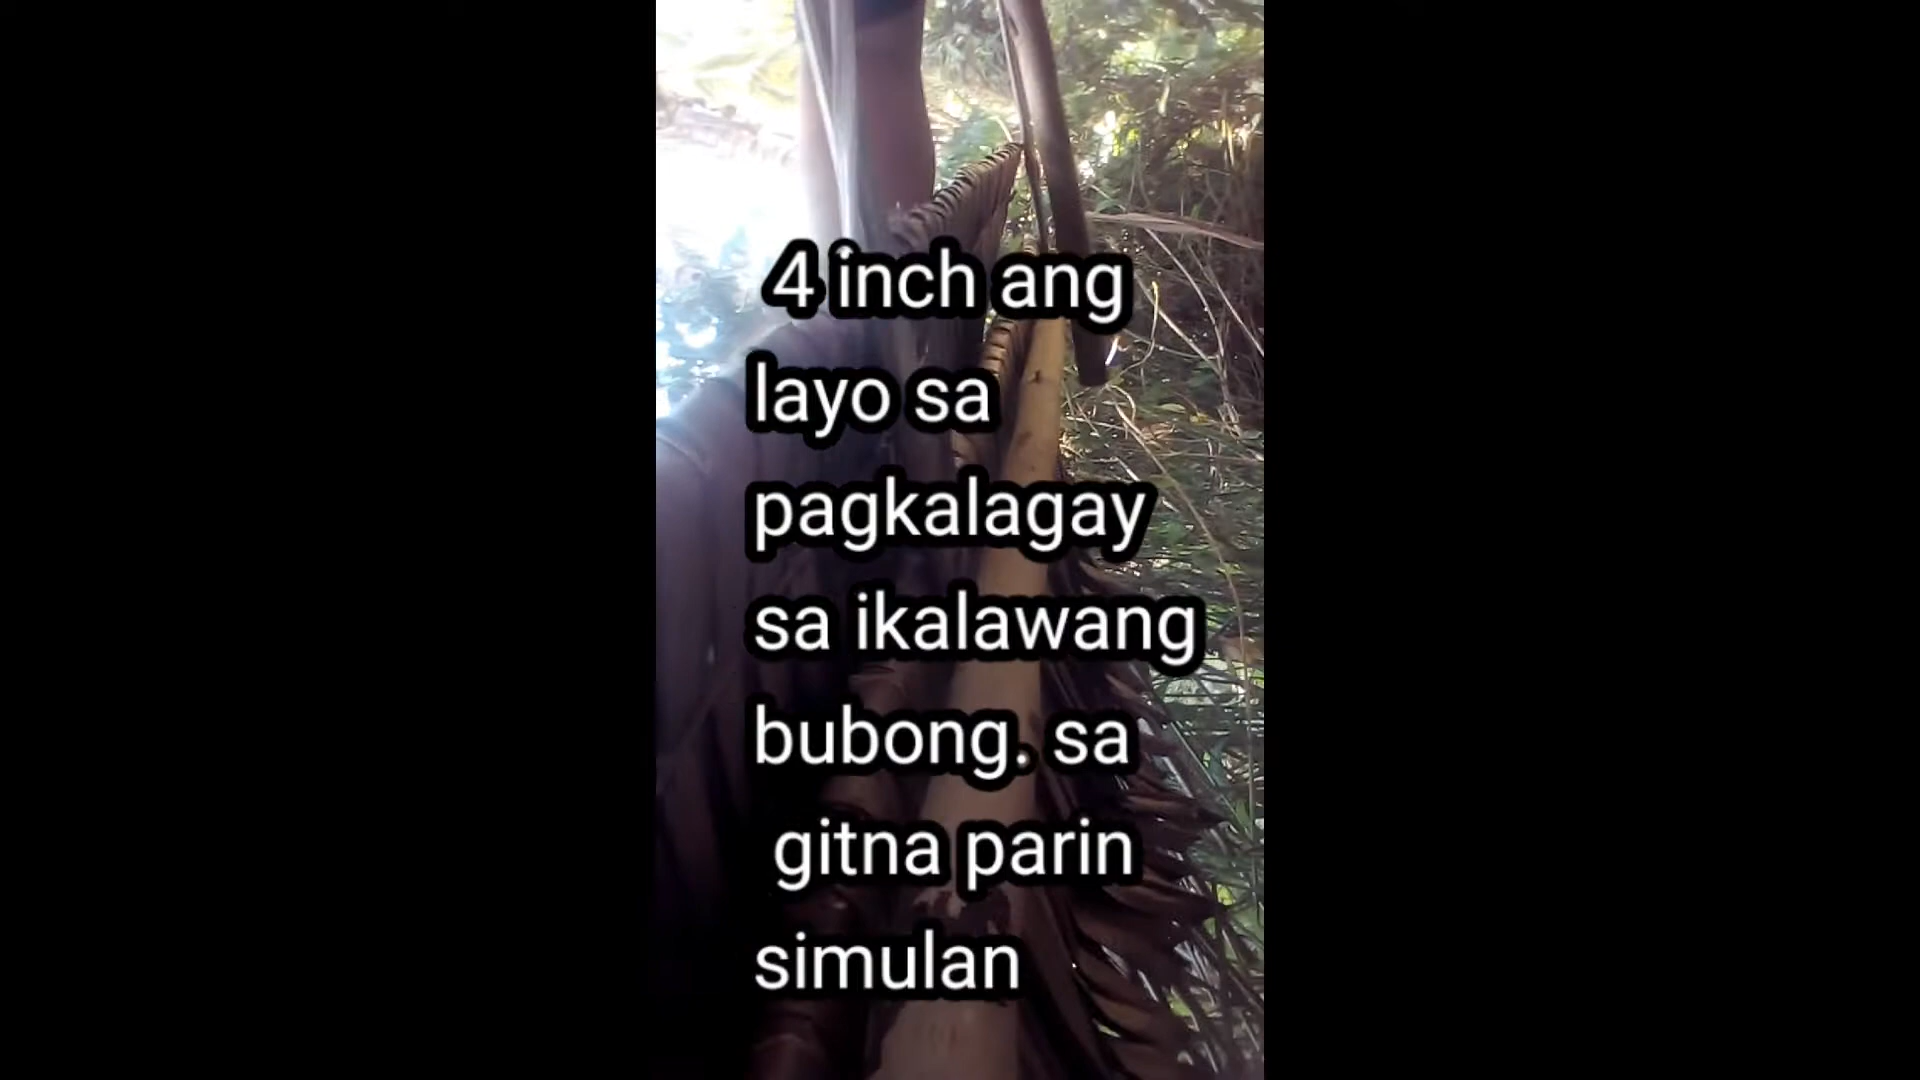 4 inch ang
layo sa
pagkalagay
sa ikalawang
bubong. sa
gitna parin
simulan